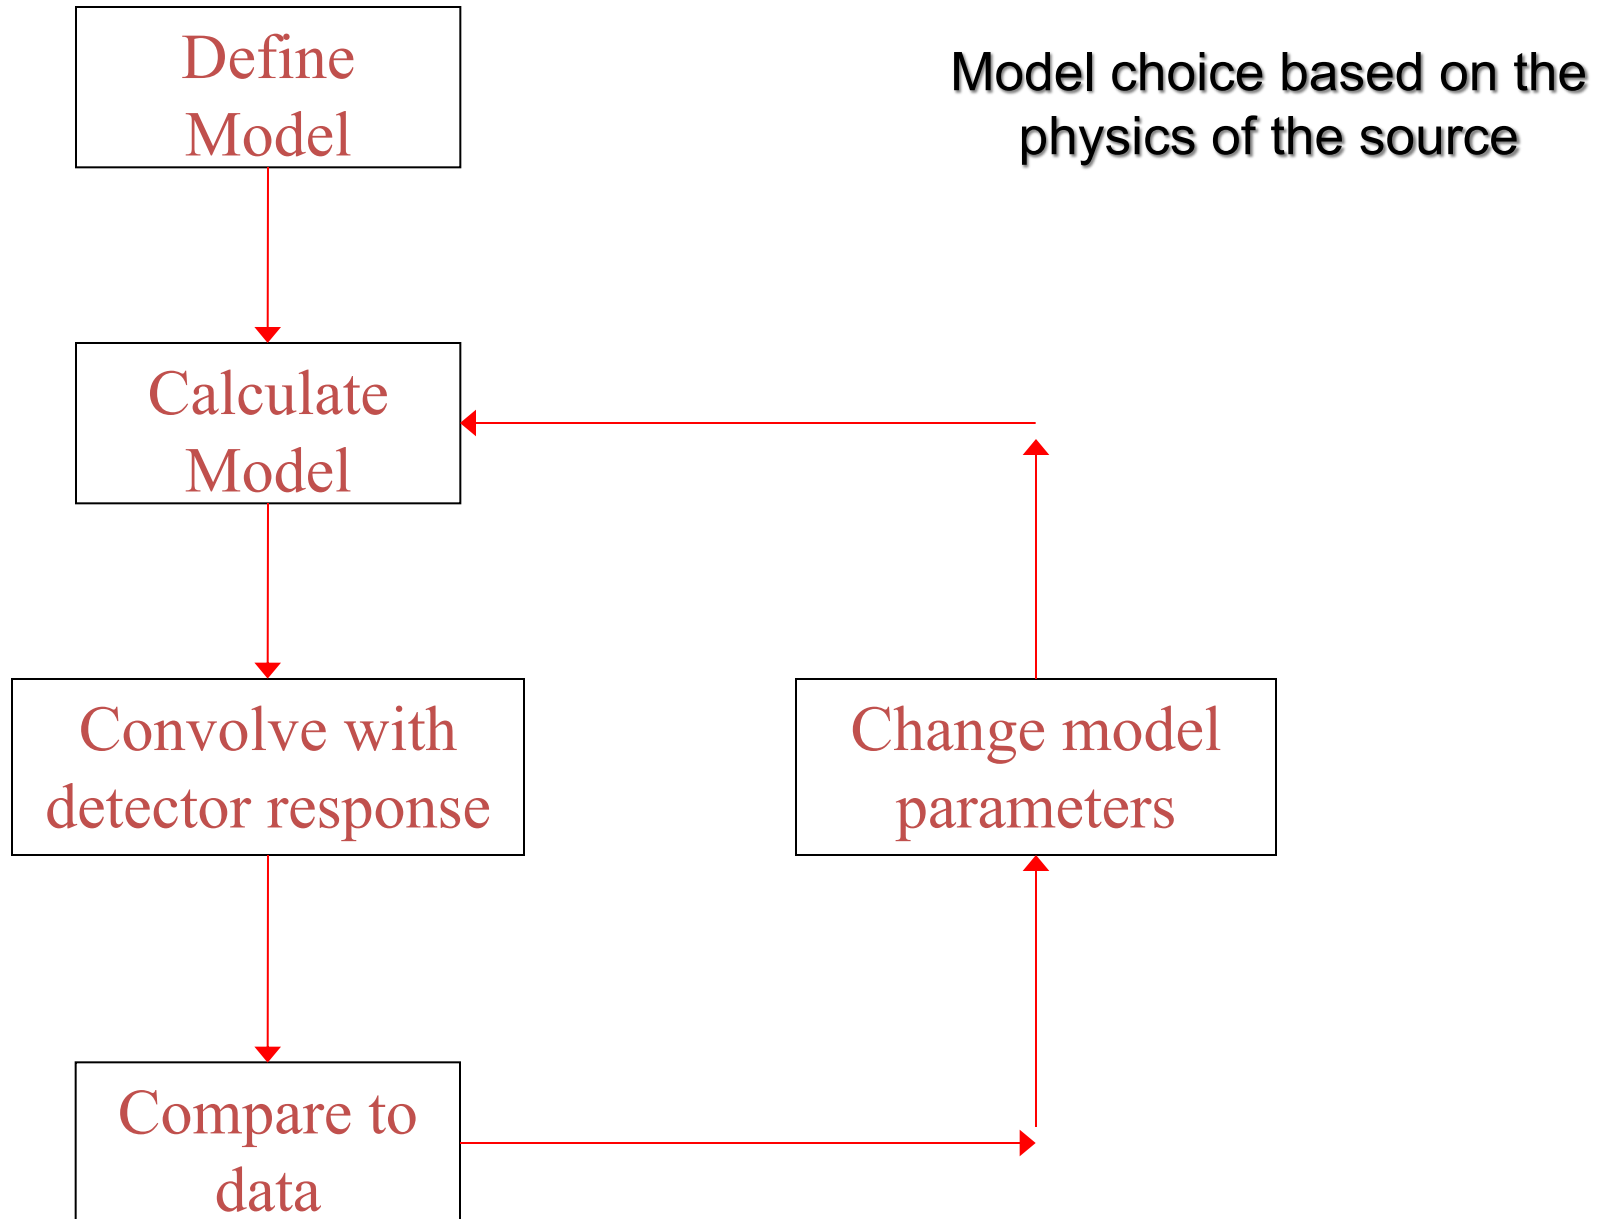 Define
Model
Model choice based on the
physics of the source
Calculate
Model
Convolve with
detector response
Change model
parameters
Compare to
data